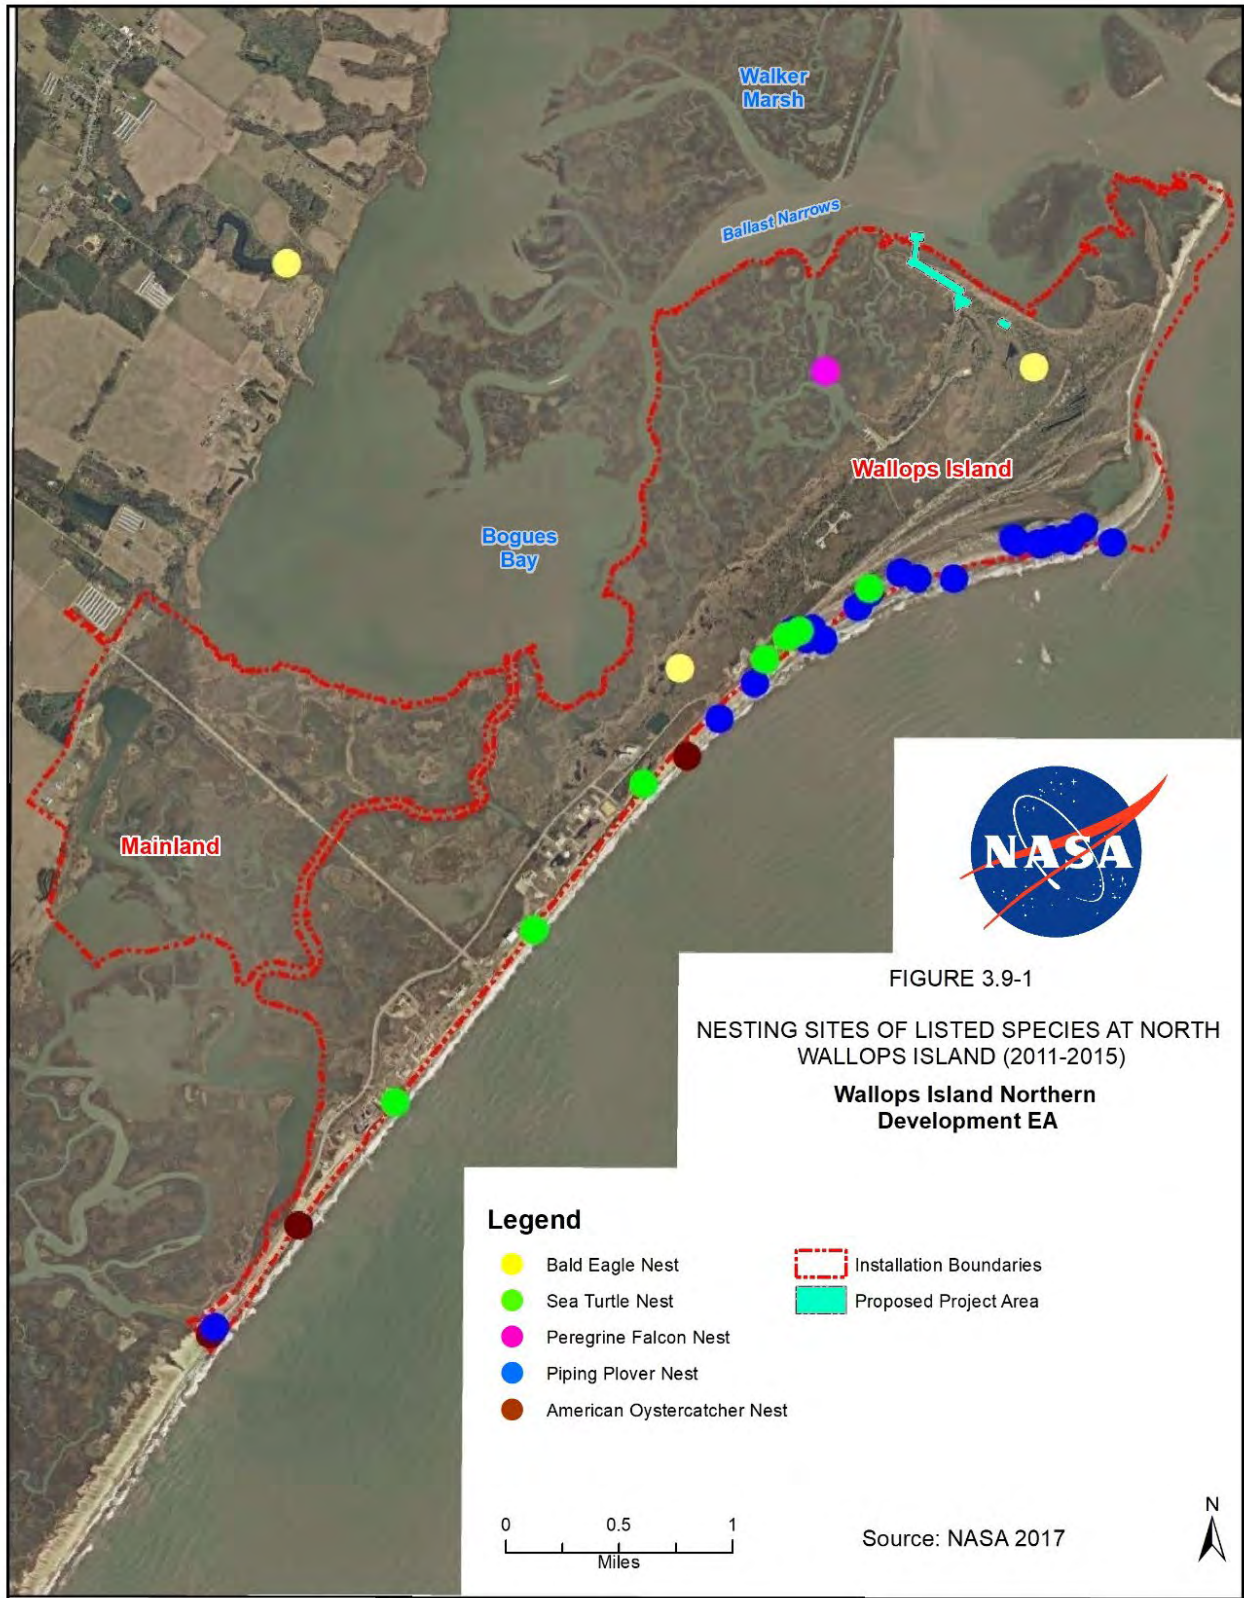 Walker
Marsh
Ballast Narrows
Wallops Island
Bogues
Bay
Mainland
NASA
FIGURE 3.9-1
NESTING SITES OF LISTED SPECIES AT NORTH
WALLOPS ISLAND (2011-2015)
Wallops Island Northern
Development EA
Legend
Bald Eagle Nest
Sea Turtle Nest
Peregrine Falcon Nest
Piping Plover Nest
American Oystercatcher Nest
Installation Boundaries
Proposed Project Area
0 0.5 1
Miles
Source: NASA 2017
N